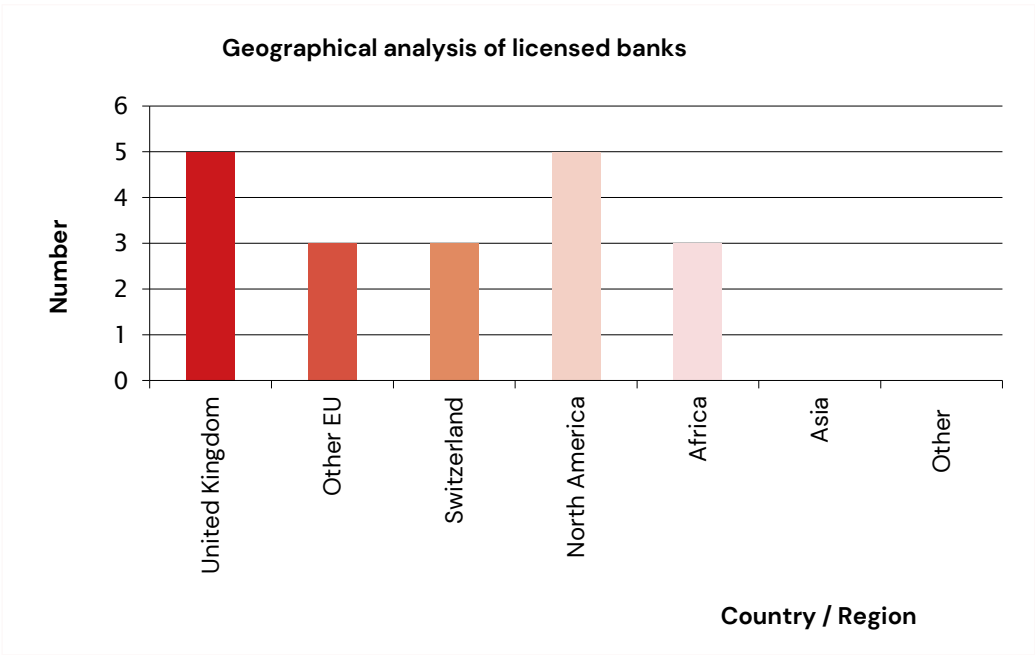 Geographical analysis of licensed banks
6
5
4
3
2
1
0
Number
United Kingdom
Other EU
Switzerland
North America
Africa
Asia
Other
Country / Region